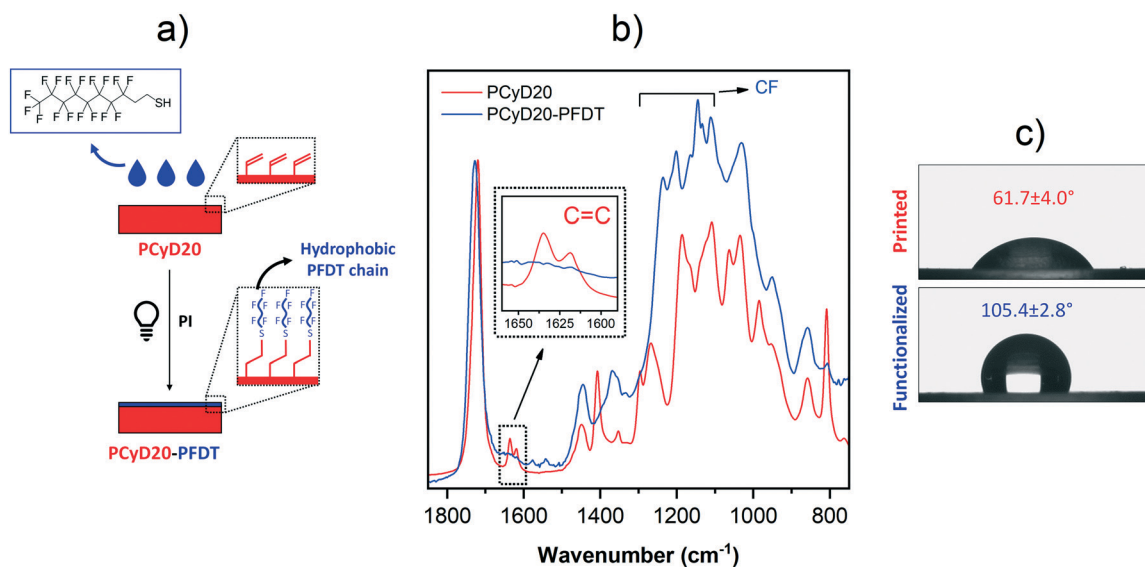 a)
F F F F F F F F
F
F
F
F F F F F F F F
SH
PCyD20
PI
Hydrophobic
PFDT chain
F F F
F F F F F F
F F F F F F
S S S
PCyD20-PFDT
b)
PCyD20
PCyD20-PFDT
CF
C=C
1650 1625 1600
1800 1600 1400 1200 1000 800
Wavenumber (cm⁻¹)
c)
Printed
61.7±4.0°
Functionalized
105.4±2.8°